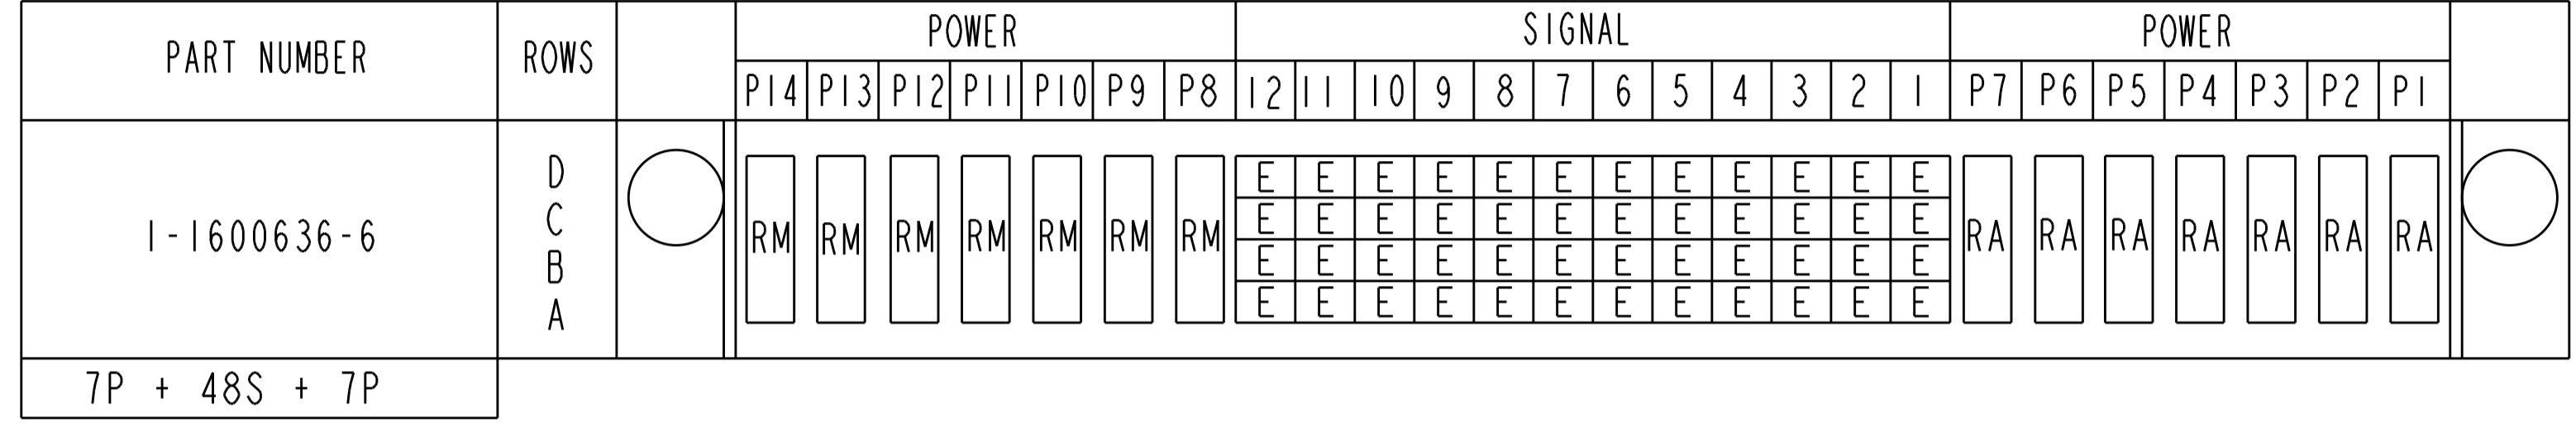 PART NUMBER ROWS POWER SIGNAL POWER
P14 P13 P12 P11 P10 P9 P8 12 11 10 9 8 7 6 5 4 3 2 1 P7 P6 P5 P4 P3 P2 P1
D E E E E E E E E E E E E
C E E E E E E E E E E E E
1-1600636-6 RM RM RM RM RM RM RM RA RA RA RA RA RA RA
B E E E E E E E E E E E E
A E E E E E E E E E E E E
7P + 48S + 7P